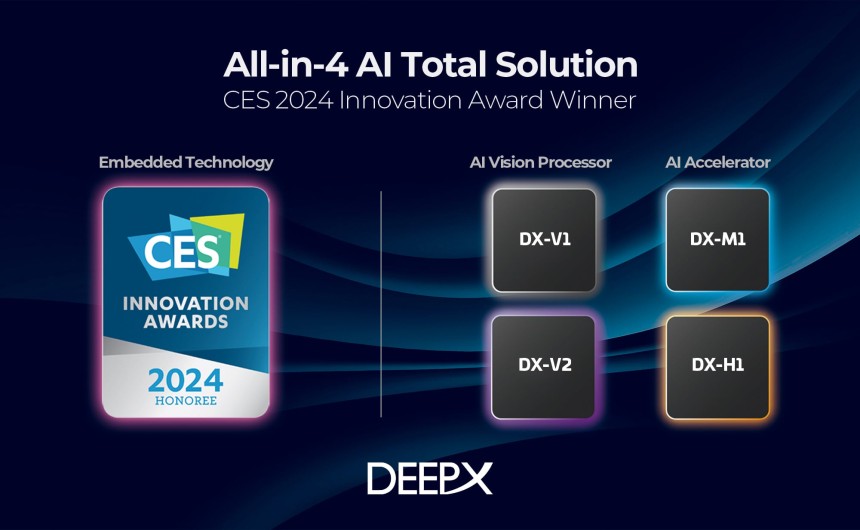 All-in-4 AI Total Solution
CES 2024 Innovation Award Winner
Embedded Technology
CES
INNOVATION
AWARDS
2024
HONOREE
AI Vision Processor
AI Accelerator
DX-V1
DX-M1
DX-V2
DX-H1
DEEPX